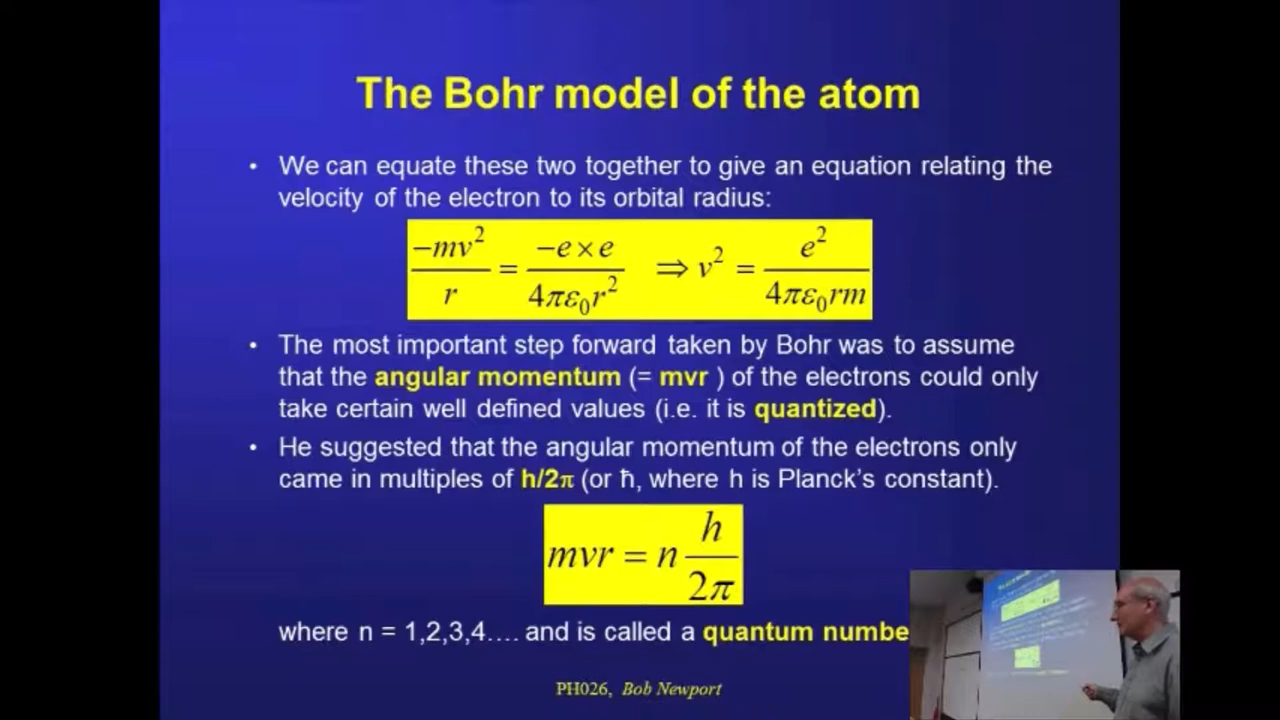 The Bohr model of the atom
• We can equate these two together to give an equation relating the
velocity of the electron to its orbital radius:
−mv²/r = −e×e/4πε₀r² ⇒ v² = e²/4πε₀rm
• The most important step forward taken by Bohr was to assume
that the angular momentum (= mvr ) of the electrons could only
take certain well defined values (i.e. it is quantized).
• He suggested that the angular momentum of the electrons only
came in multiples of h/2π (or ħ, where h is Planck’s constant).
mvr = n h/2π
where n = 1,2,3,4…. and is called a quantum numbe
PH026, Bob Newport